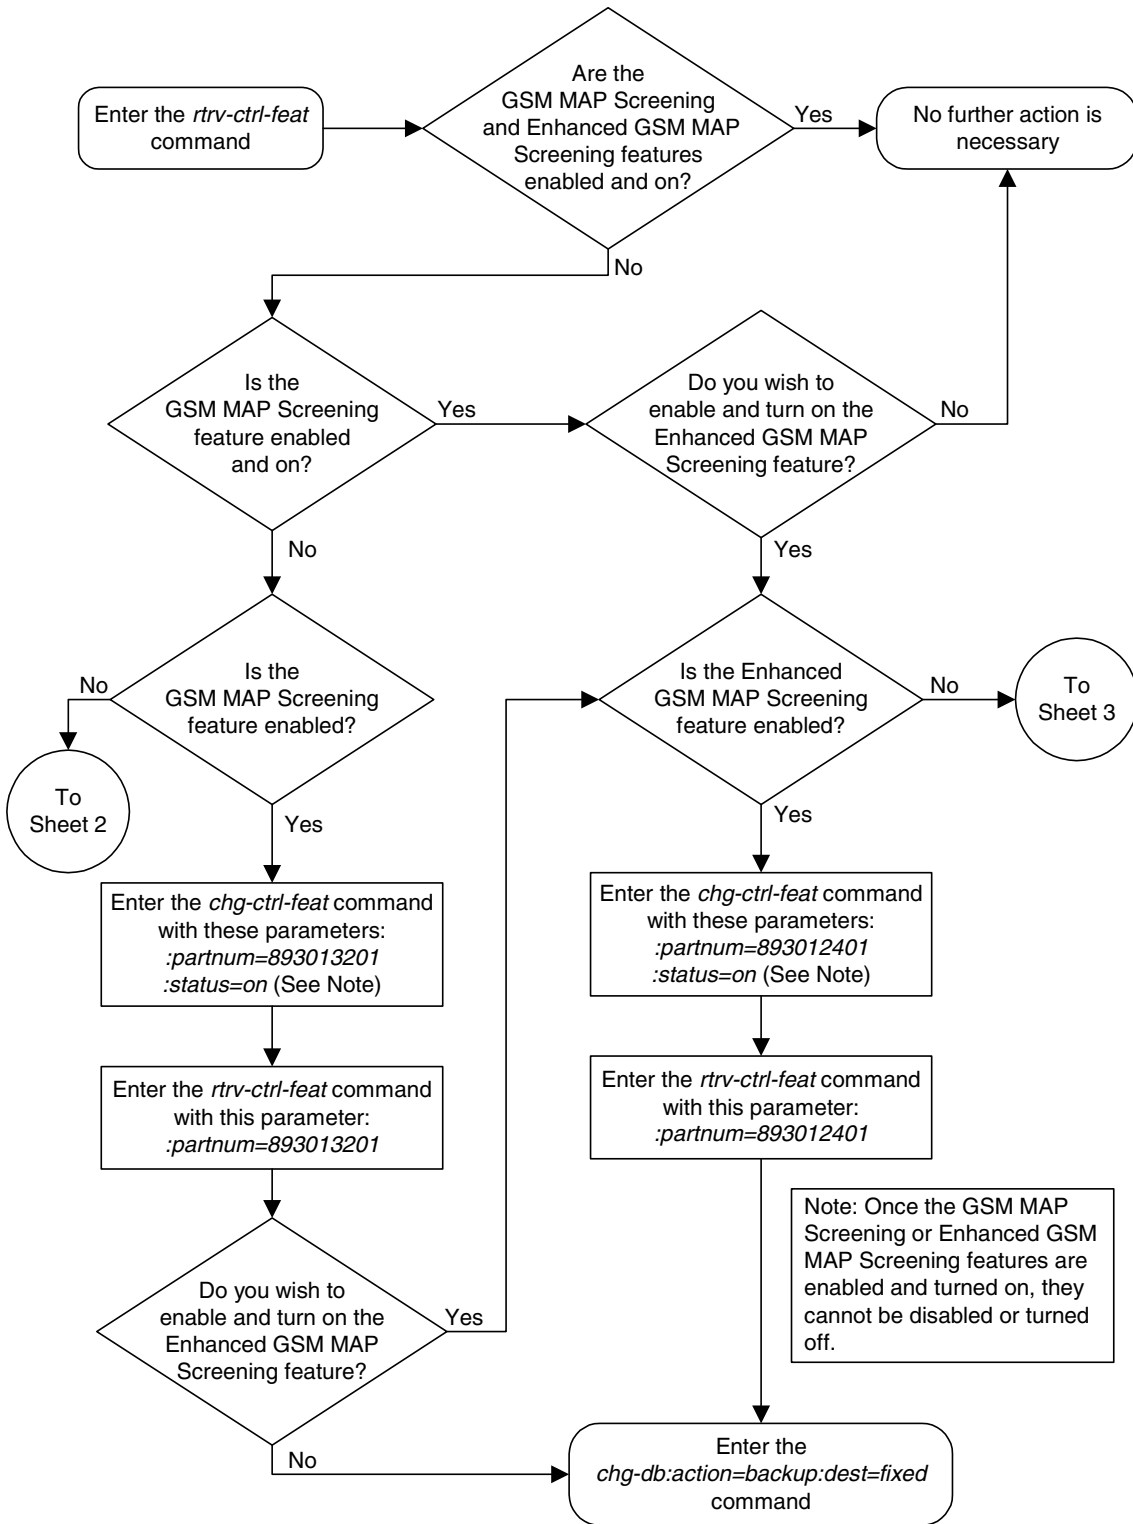 Enter the rtrv-ctrl-feat
command
Are the
GSM MAP Screening
and Enhanced GSM MAP
Screening features
enabled and on?
Yes
No further action is
necessary
No
Is the
GSM MAP Screening
feature enabled
and on?
Yes
Do you wish to
enable and turn on the
Enhanced GSM MAP
Screening feature?
No
No
Yes
Is the
GSM MAP Screening
feature enabled?
No
To
Sheet 2
Is the Enhanced
GSM MAP Screening
feature enabled?
No
To
Sheet 3
Yes
Yes
Enter the chg-ctrl-feat command
with these parameters:
:partnum=893013201
:status=on (See Note)
Enter the chg-ctrl-feat command
with these parameters:
:partnum=893012401
:status=on (See Note)
Enter the rtrv-ctrl-feat command
with this parameter:
:partnum=893013201
Enter the rtrv-ctrl-feat command
with this parameter:
:partnum=893012401
Note: Once the GSM MAP
Screening or Enhanced GSM
MAP Screening features are
enabled and turned on, they
cannot be disabled or turned
off.
Do you wish to
enable and turn on the
Enhanced GSM MAP
Screening feature?
Yes
No
Enter the
chg-db:action=backup:dest=fixed
command